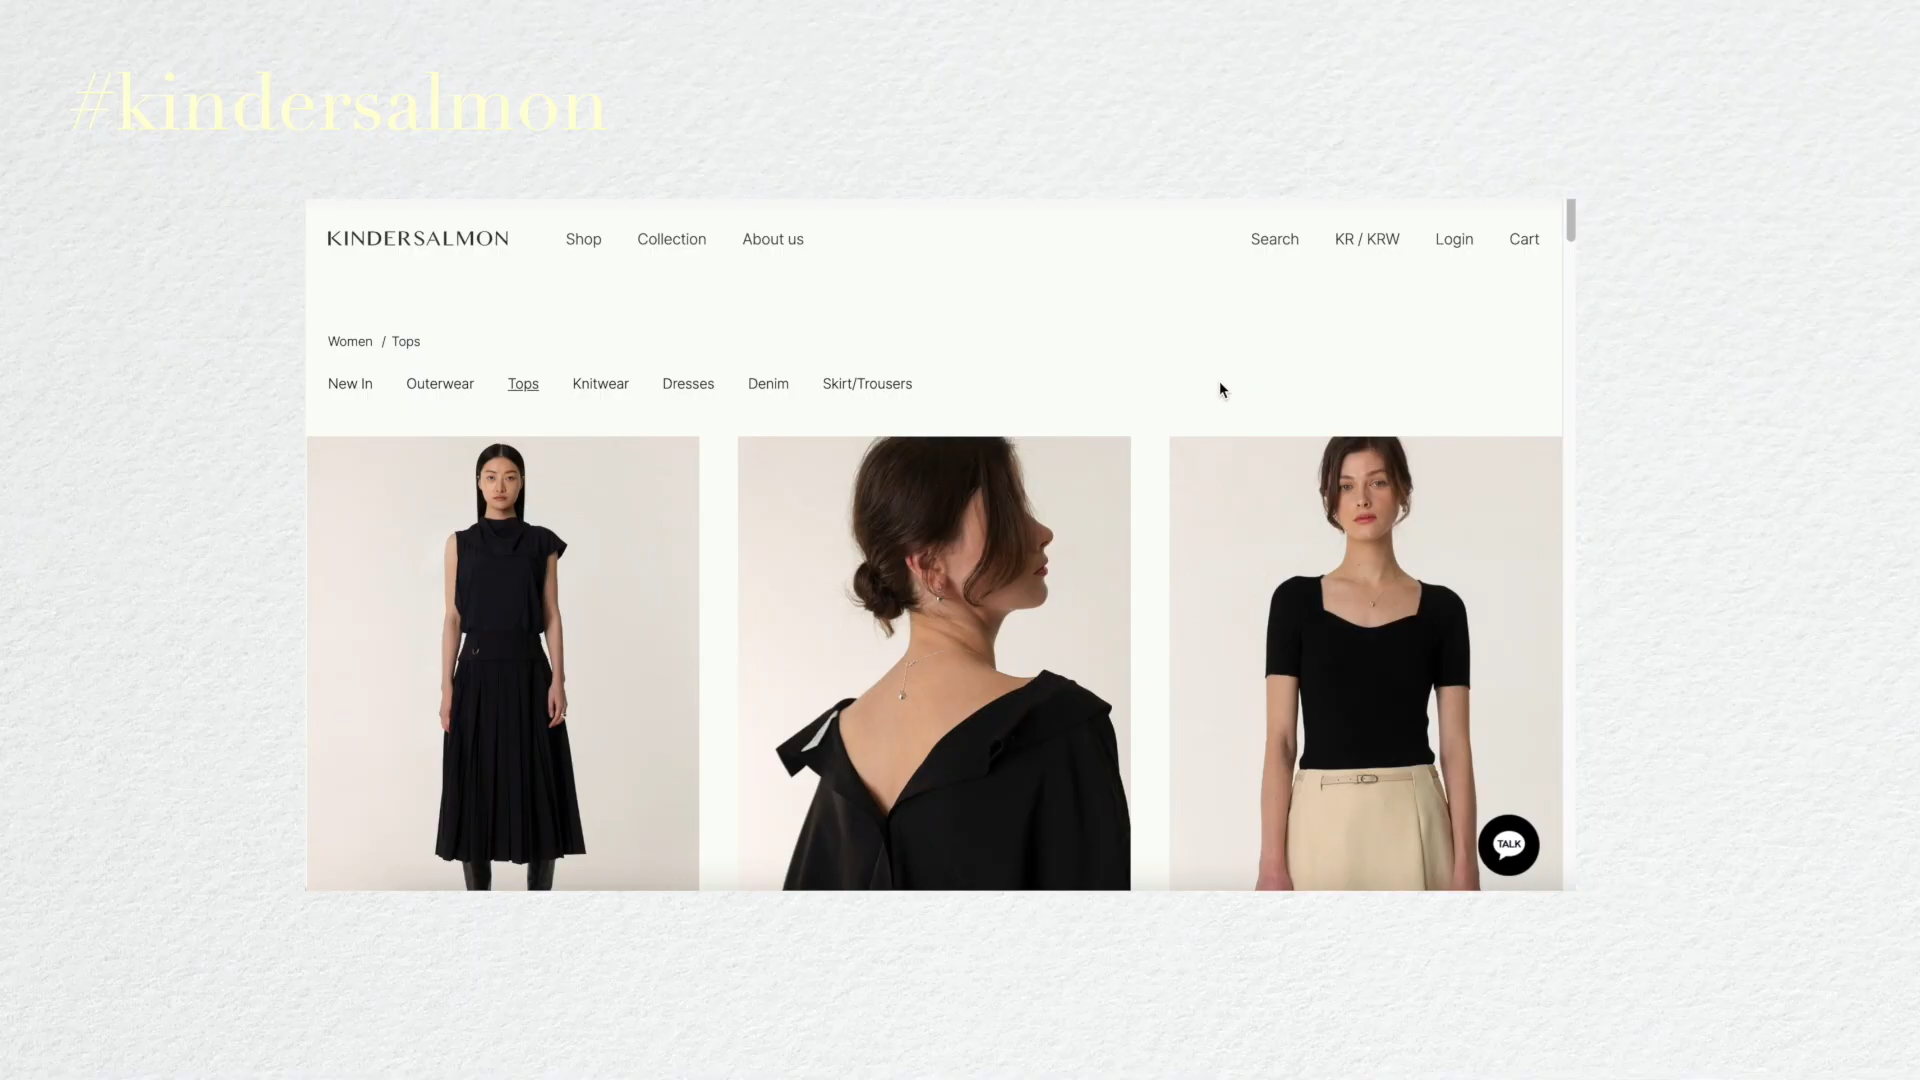 #kindersalmon
KINDERSALMON Shop Collection About us Search KR / KRW Login Cart
Women / Tops
New In Outerwear Tops Knitwear Dresses Denim Skirt/Trousers
TALK